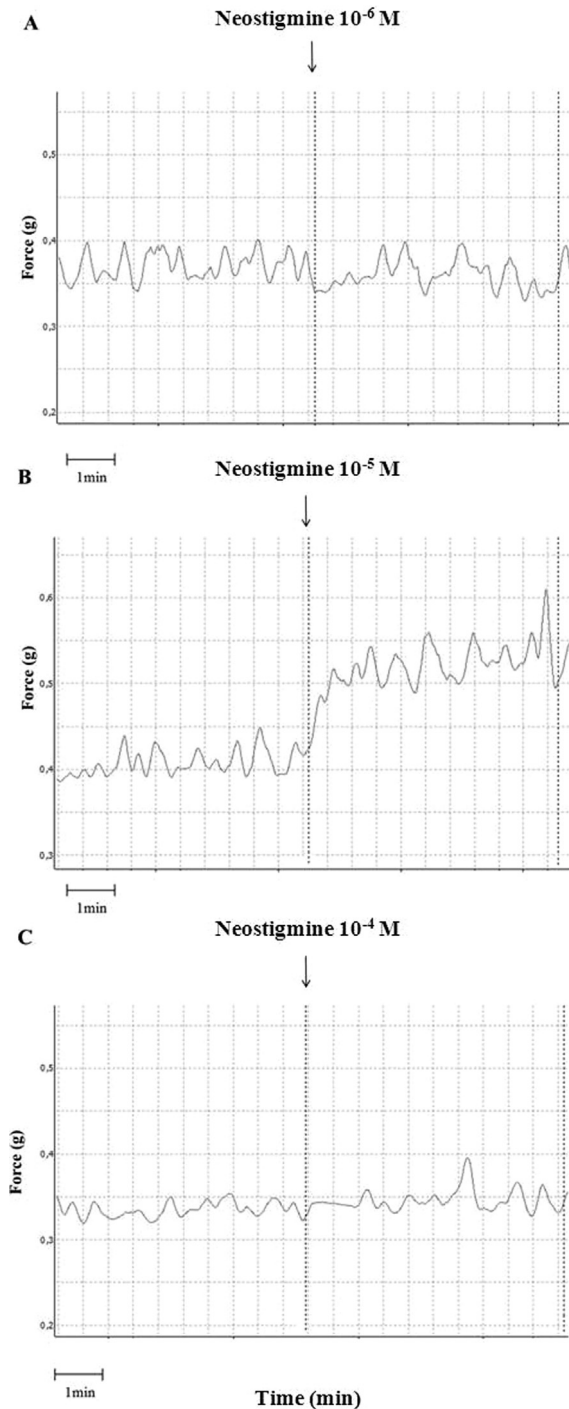 A
Neostigmine 10⁻⁶ M
0,5
0,4
0,3
0,2
Force (g)
1min
B
Neostigmine 10⁻⁵ M
0,6
0,5
0,4
0,3
Force (g)
1min
C
Neostigmine 10⁻⁴ M
0,5
0,4
0,3
0,2
Force (g)
1min
Time (min)